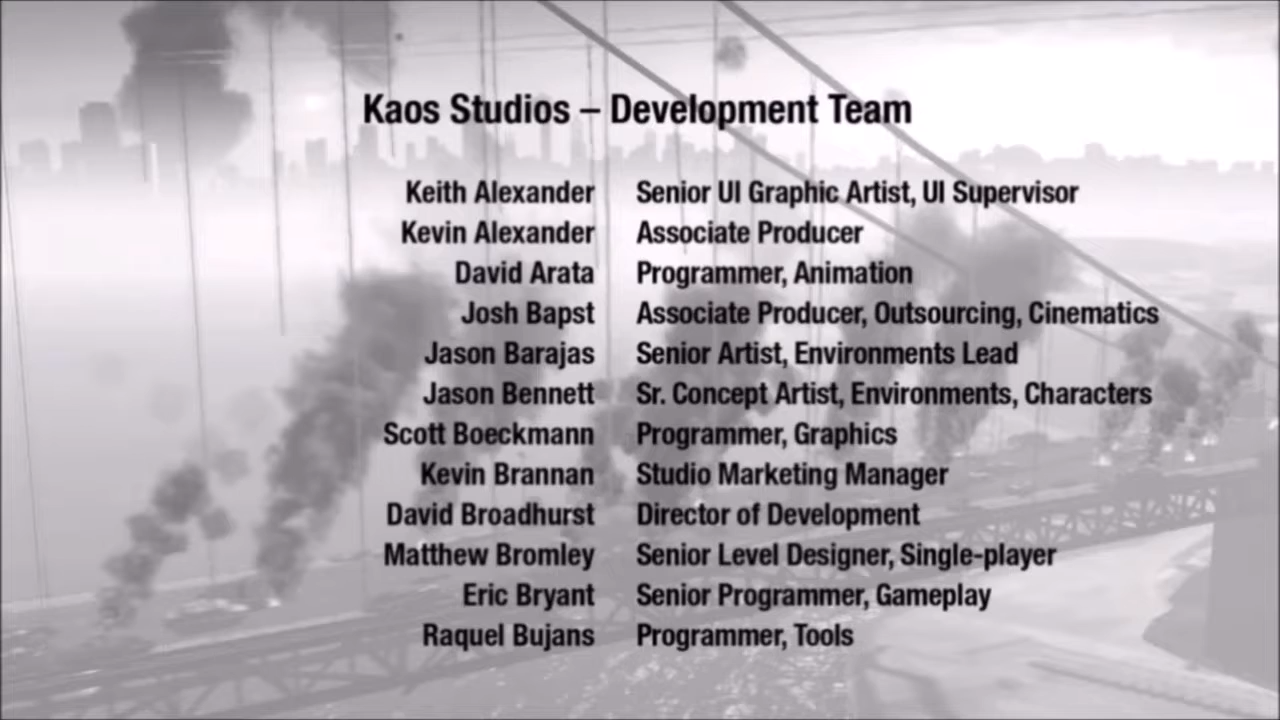 Kaos Studios – Development Team
Keith Alexander Senior UI Graphic Artist, UI Supervisor
Kevin Alexander Associate Producer
David Arata Programmer, Animation
Josh Bapst Associate Producer, Outsourcing, Cinematics
Jason Barajas Senior Artist, Environments Lead
Jason Bennett Sr. Concept Artist, Environments, Characters
Scott Boeckmann Programmer, Graphics
Kevin Brannan Studio Marketing Manager
David Broadhurst Director of Development
Matthew Bromley Senior Level Designer, Single-player
Eric Bryant Senior Programmer, Gameplay
Raquel Bujans Programmer, Tools